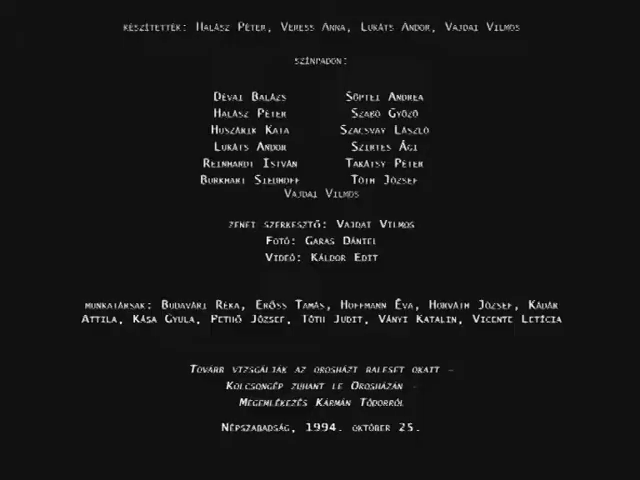 KÉSZÍTETTÉK: HALÁSZ PÉTER, VERESS ANNA, LUKÁTS ANDOR, VAJDAI VILMOS
SZÍNPADON:
DÉVAI BALÁZS SÖPTEI ANDREA
HALÁSZ PÉTER SZABÓ GYŐZŐ
HUSZÁRIK KATA SZACSVAY LÁSZLÓ
LUKÁTS ANDOR SZIRTES ÁGI
REINHARDT ISTVÁN TAKÁTSY PÉTER
BURKHART SIEDHOFF TÓTH JÓZSEF
VAJDAI VILMOS
ZENEI SZERKESZTŐ: VAJDAI VILMOS
FOTÓ: GARAS DÁNIEL
VIDEÓ: KÁLDOR EDIT
MUNKATÁRSAK: BUDAVÁRI RÉKA, ERŐSS TAMÁS, HOFFMANN ÉVA, HORVÁTH JÓZSEF, KÁDÁR
ATTILA, KASA GYULA, PETHŐ JÓZSEF, TÓTH JUDIT, VÁNYI KATALIN, VICENTE LETÍCIA
TOVÁBB VIZSGÁLJÁK AZ OROSHÁZI BALESET OKAIT –
KÖLCSÖNGÉP ZUHANT LE OROSHÁZÁN –
MEGEMLÉKEZÉS KÁRMÁN TÓDORRÓL
NÉPSZABADSÁG, 1994. OKTÓBER 25.